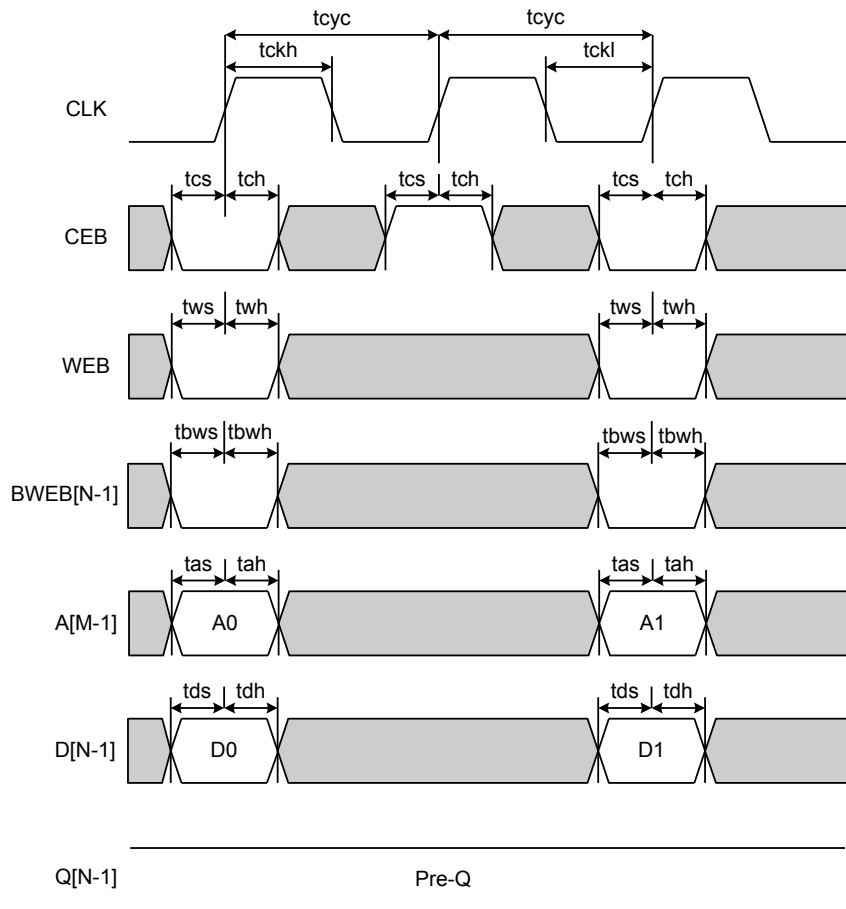 tcyc tcyc
tckh tckl
CLK
tcs tch tcs tch tcs tch
CEB
tws twh tws twh
WEB
tbws tbwh tbws tbwh
BWEB[N-1]
tas tah tas tah
A[M-1] A0 A1
tds tdh tds tdh
D[N-1] D0 D1
Q[N-1] Pre-Q